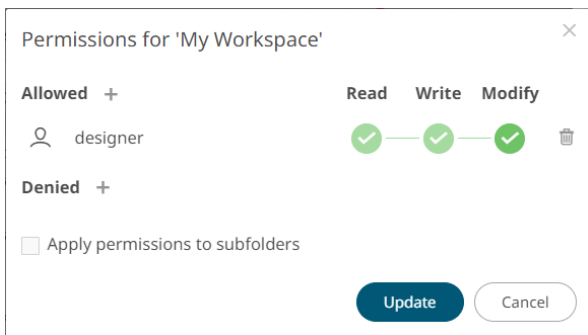 Permissions for 'My Workspace'
Allowed + Read Write Modify
designer
Denied +
Apply permissions to subfolders
Update Cancel